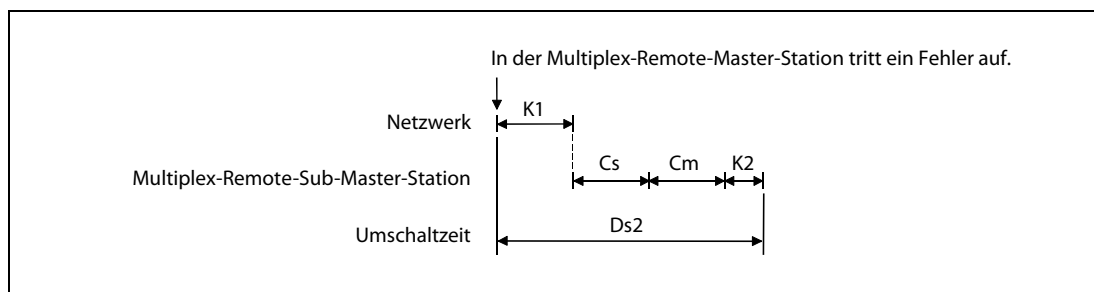 In der Multiplex-Remote-Master-Station tritt ein Fehler auf.
Netzwerk K1
Multiplex-Remote-Sub-Master-Station Cs Cm K2
Umschaltzeit Ds2